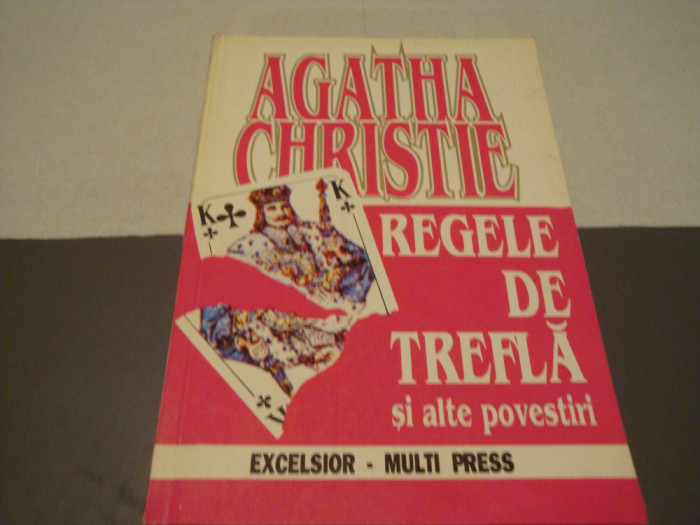 AGATHA
CHRISTIE
K
K
REGELE
DE
TREFLĂ
și alte povestiri
K
EXCELSIOR - MULTI PRESS